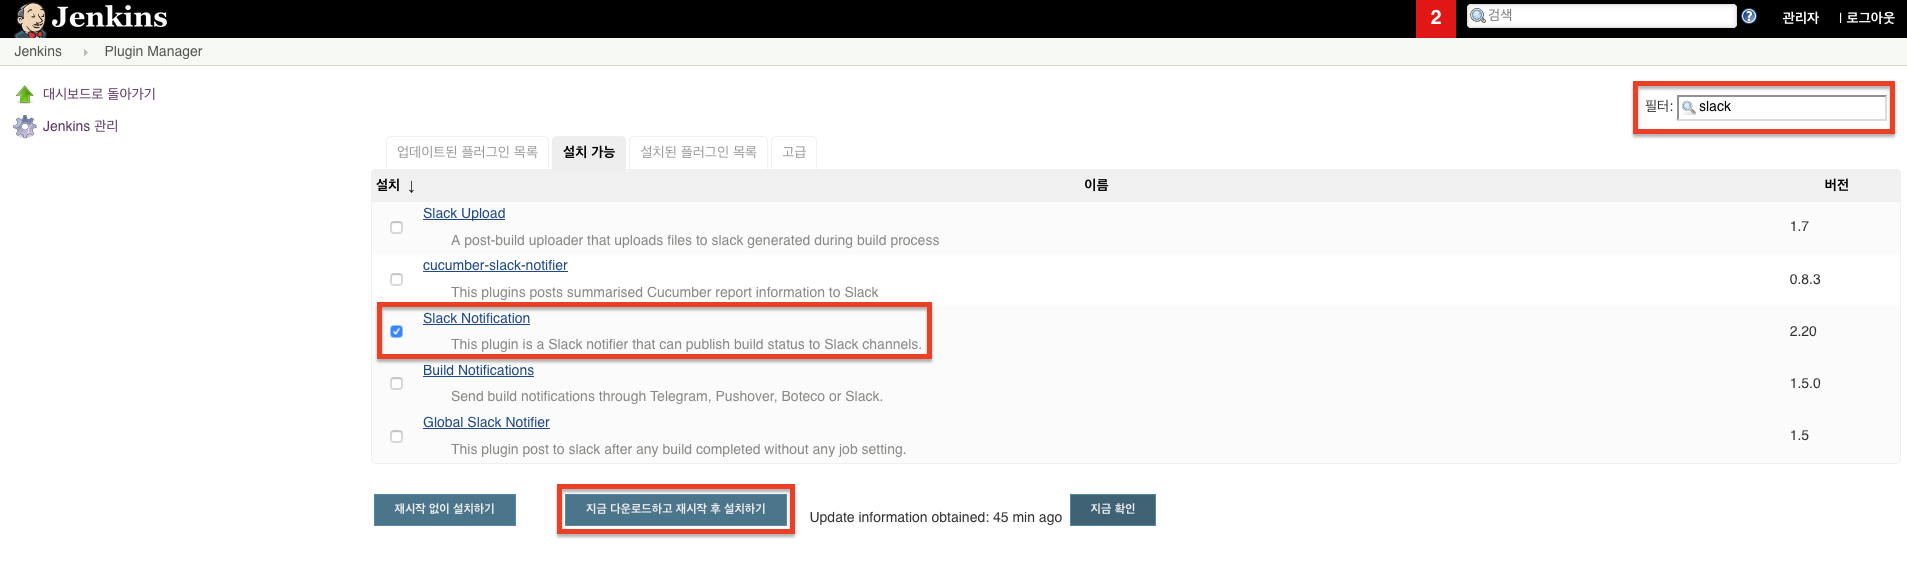 Jenkins
2
검색
관리자
| 로그아웃
Jenkins
Plugin Manager
대시보드로 돌아가기
Jenkins 관리
필터: slack
업데이트된 플러그인 목록
설치 가능
설치된 플러그인 목록
고급
설치 ↓
이름
버전
Slack Upload
A post-build uploader that uploads files to slack generated during build process
1.7
cucumber-slack-notifier
This plugins posts summarised Cucumber report information to Slack
0.8.3
Slack Notification
This plugin is a Slack notifier that can publish build status to Slack channels.
2.20
Build Notifications
Send build notifications through Telegram, Pushover, Boteco or Slack.
1.5.0
Global Slack Notifier
This plugin post to slack after any build completed without any job setting.
1.5
재시작 없이 설치하기
지금 다운로드하고 재시작 후 설치하기
Update information obtained: 45 min ago
지금 확인